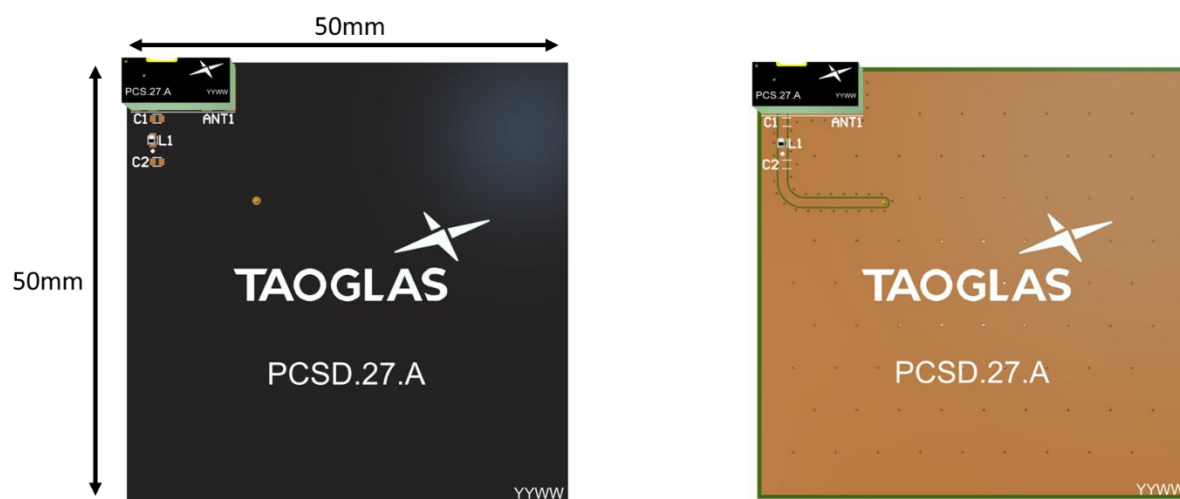 50mm
50mm
PCS.27.A
YYWW
C1
ANT1
L1
C2
TAOGLAS
PCSD.27.A
YYWW
PCS.27.A
YYWW
C1
ANT1
L1
C2
TAOGLAS
PCSD.27.A
YYWW